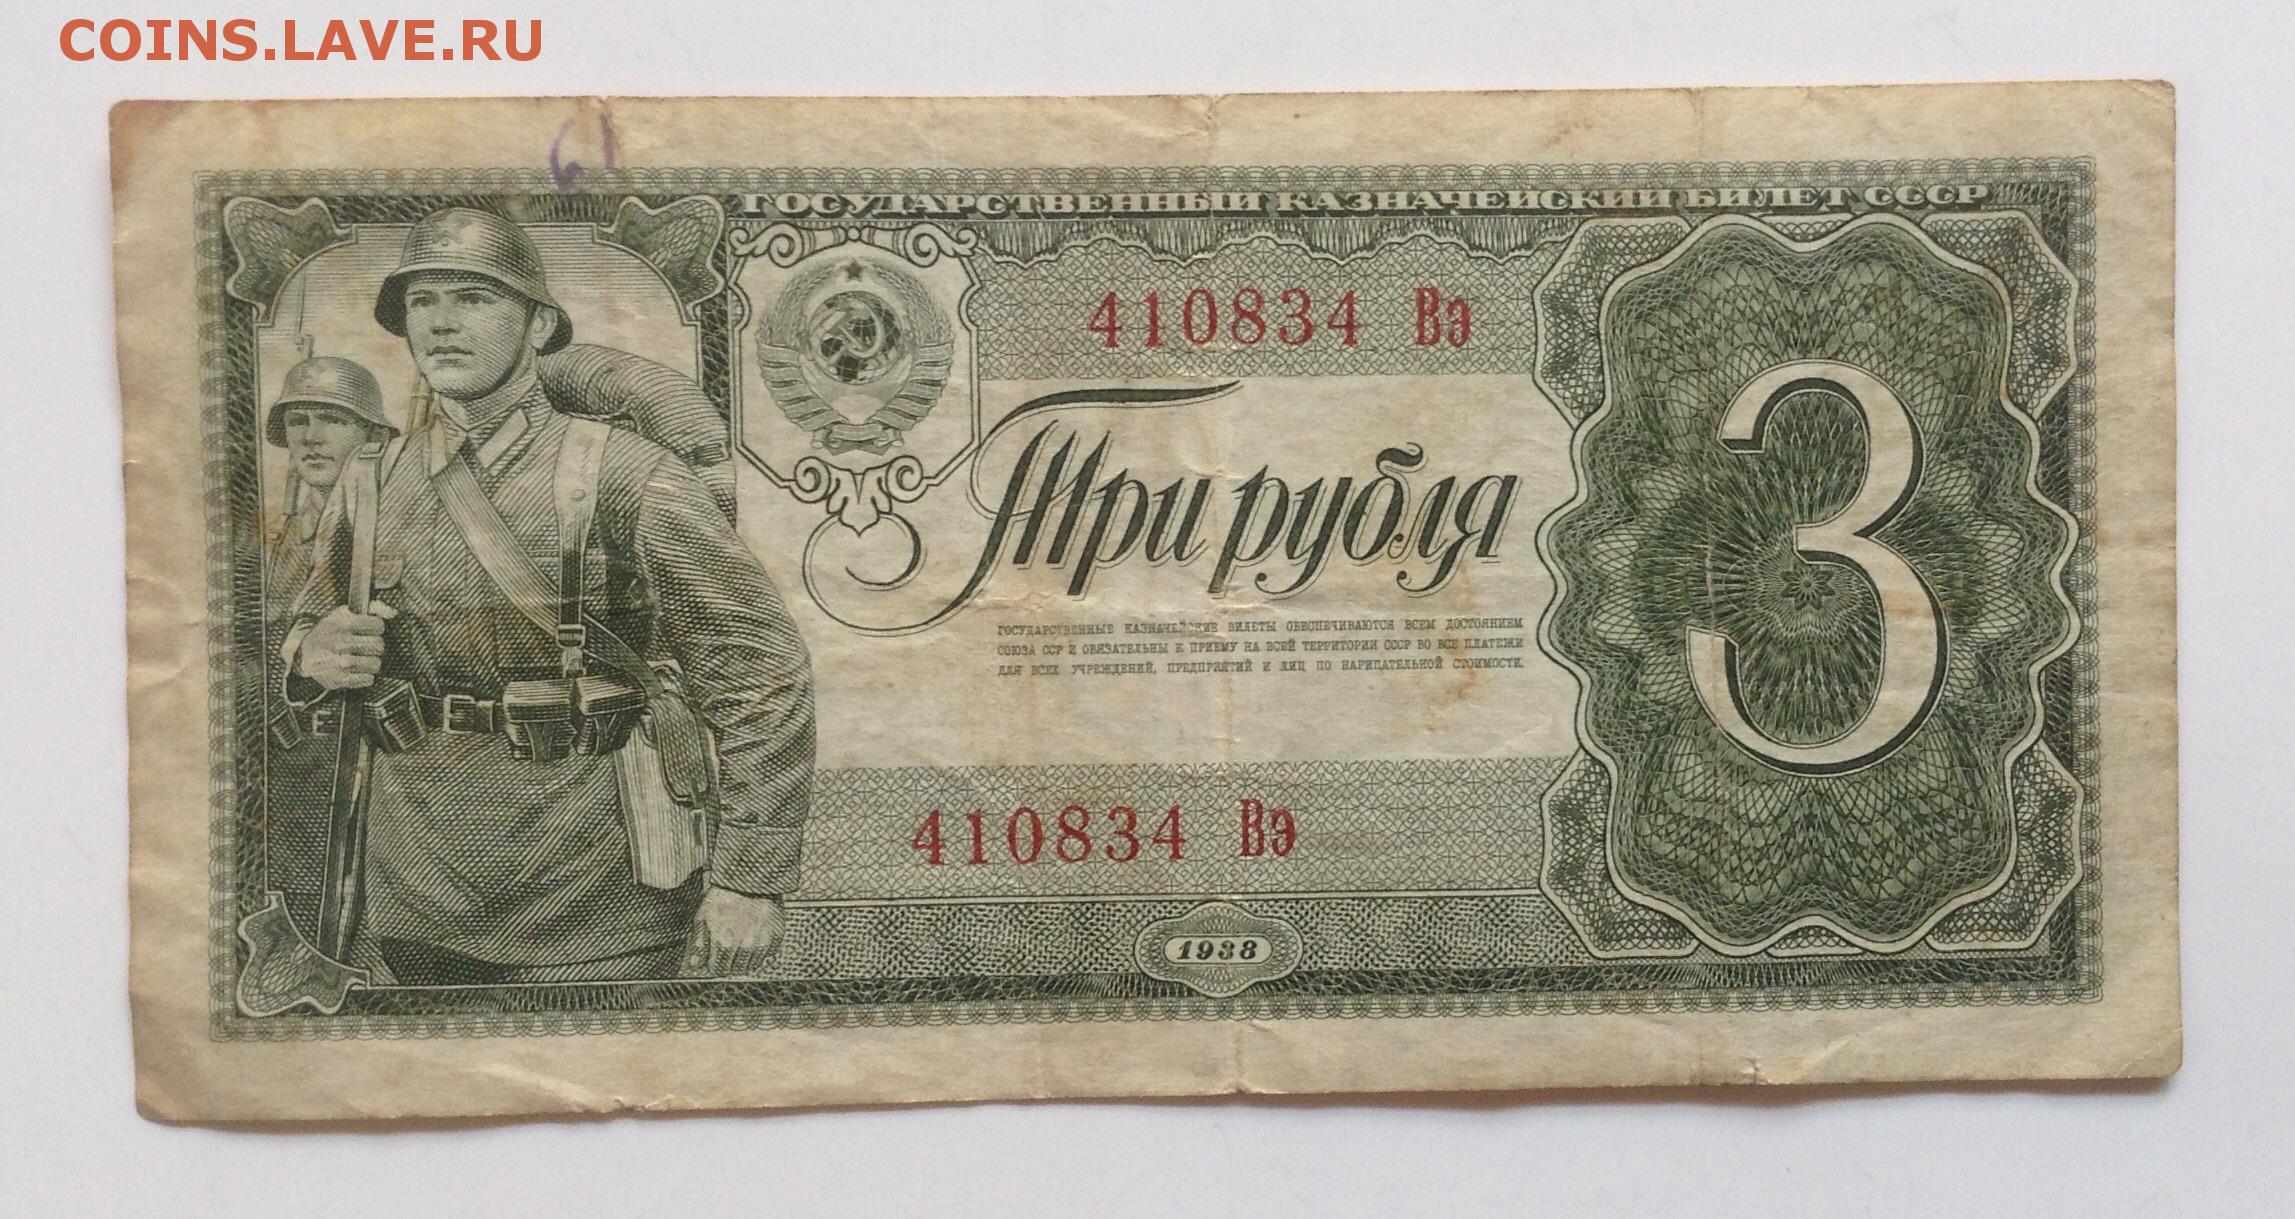 COINS.LAVE.RU
61
ГОСУДАРСТВЕННЫЙ КАЗНАЧЕЙСКИЙ БИЛЕТ СССР
410834 Вэ
Три рубля
3
ГОСУДАРСТВЕННЫЕ КАЗНАЧЕЙСКИЕ БИЛЕТЫ ОБЕСПЕЧИВАЮТСЯ ВСЕМ ДОСТОЯНИЕМ
СОЮЗА ССР И ОБЯЗАТЕЛЬНЫ К ПРИЕМУ НА ВСЕЙ ТЕРРИТОРИИ СССР ВО ВСЕ ПЛАТЕЖИ
ДЛЯ ВСЕХ УЧРЕЖДЕНИЙ, ПРЕДПРИЯТИЙ И ЛИЦ ПО НАРИЦАТЕЛЬНОЙ СТОИМОСТИ.
410834 Вэ
1938